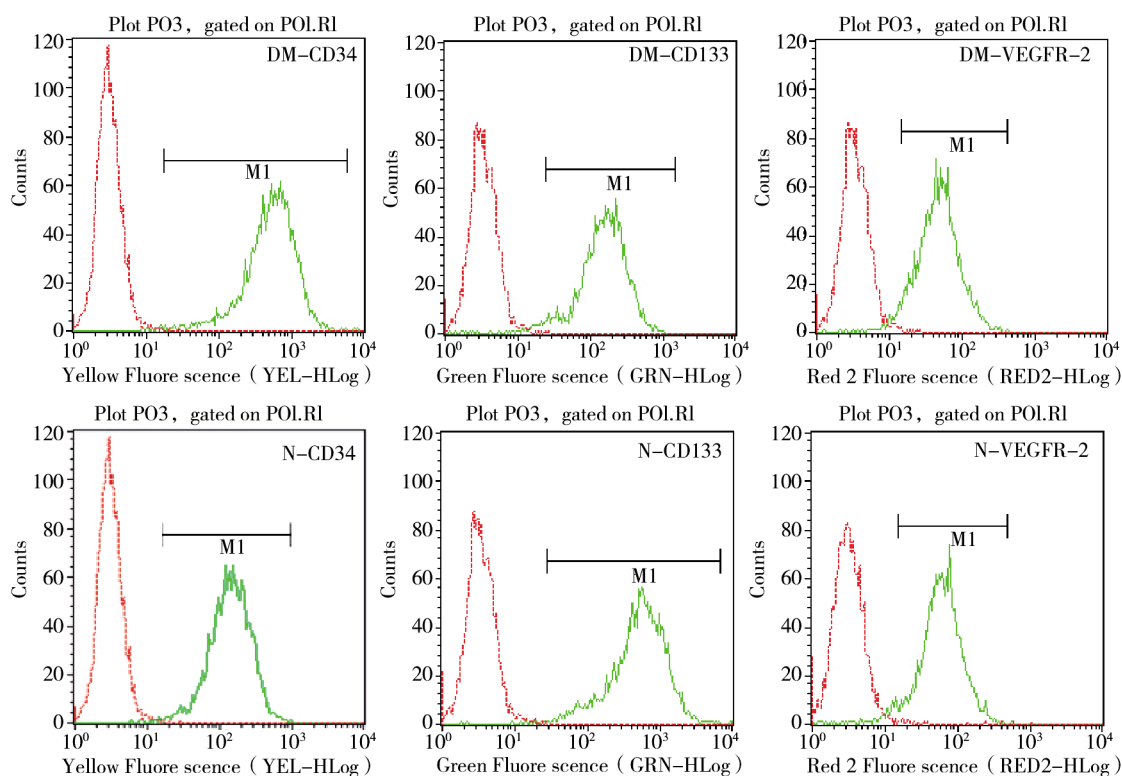 Plot PO3, gated on POl.Rl
DM-CD34
120
100
80
60
40
20
0
Counts
M1
10⁰ 10¹ 10² 10³ 10⁴
Yellow Fluore scence (YEL-HLog)
Plot PO3, gated on POl.Rl
DM-CD133
120
100
80
60
40
20
0
Counts
M1
10⁰ 10¹ 10² 10³ 10⁴
Green Fluore scence (GRN-HLog)
Plot PO3, gated on POl.Rl
DM-VEGFR-2
120
100
80
60
40
20
0
Counts
M1
10⁰ 10¹ 10² 10³ 10⁴
Red 2 Fluore scence (RED2-HLog)
Plot PO3, gated on POl.Rl
N-CD34
120
100
80
60
40
20
0
Counts
M1
10⁰ 10¹ 10² 10³ 10⁴
Yellow Fluore scence (YEL-HLog)
Plot PO3, gated on POl.Rl
N-CD133
120
100
80
60
40
20
0
Counts
M1
10⁰ 10¹ 10² 10³ 10⁴
Green Fluore scence (GRN-HLog)
Plot PO3, gated on POl.Rl
N-VEGFR-2
120
100
80
60
40
20
0
Counts
M1
10⁰ 10¹ 10² 10³ 10⁴
Red 2 Fluore scence (RED2-HLog)